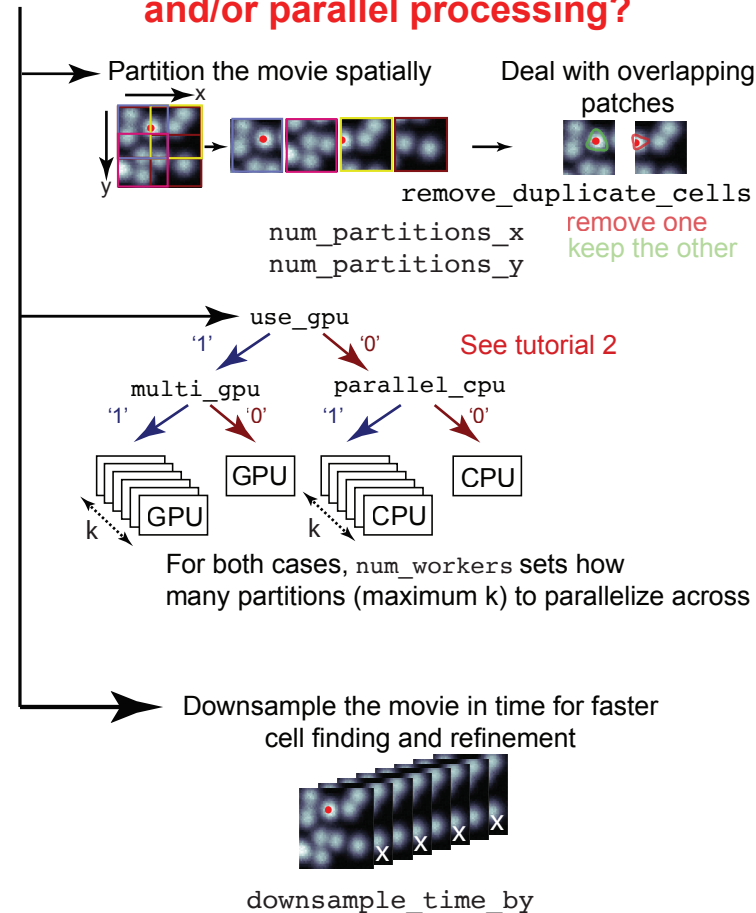 and/or parallel processing?
Partition the movie spatially
Deal with overlapping
patches
x
y
remove_duplicate_cells
remove one
keep the other
num_partitions_x
num_partitions_y
use_gpu
‘1’
‘0’
See tutorial 2
multi_gpu
parallel_cpu
‘1’
‘0’
‘1’
‘0’
GPU
CPU
GPU
CPU
k
k
For both cases, num_workers sets how
many partitions (maximum k) to parallelize across
Downsample the movie in time for faster
cell finding and refinement
x x x x
downsample_time_by